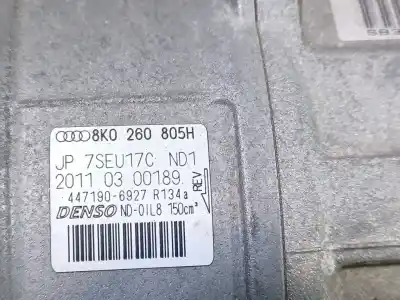 8K0 260 805H
JP 7SEU17C ND1
2011 03 00189
REV
447190-6927 R134a
DENSO ND-OIL8 150cm³